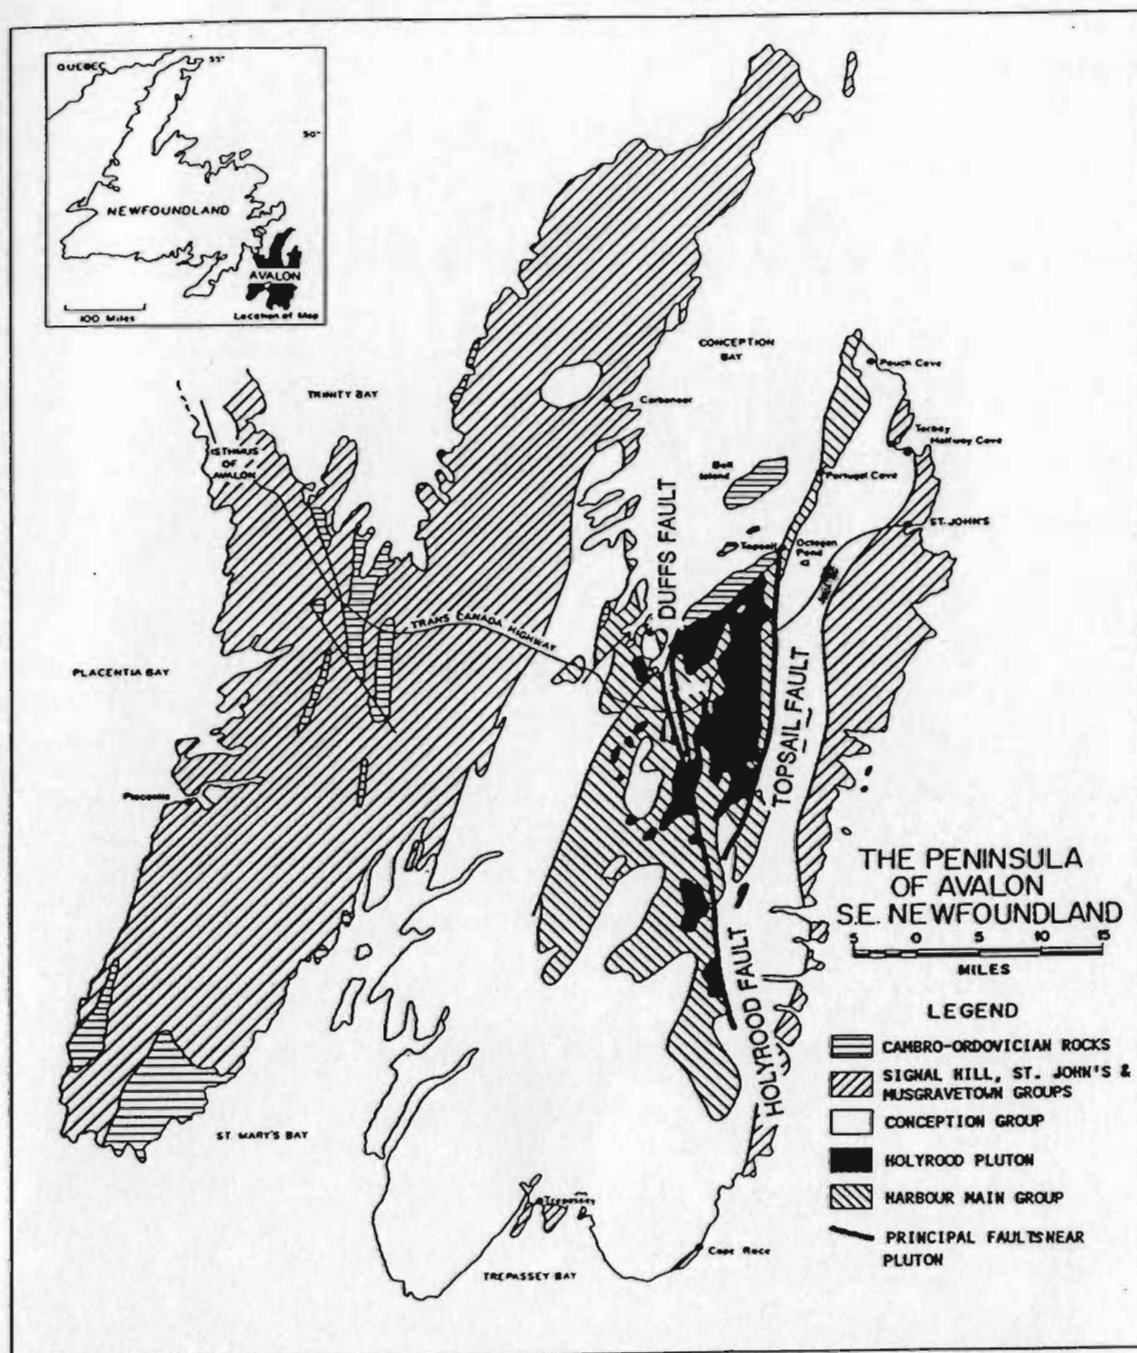 QUEBEC
55°
50°
NEWFOUNDLAND
AVALON
100 Miles
Location of Map
CONCEPTION
BAY
Pouch Cove
TRINITY BAY
Carbonear
Torbay
Halfway Cove
ISTHMUS
OF
AVALON
Bell
Island
Portugal Cove
ST. JOHN'S
DUFFS FAULT
Topsail
Octagon
Pond
TRANS CANADA HIGHWAY
PLACENTIA BAY
TOPSAIL FAULT
Placentia
THE PENINSULA
OF AVALON
S.E. NEWFOUNDLAND
5 0 5 10 15
MILES
HOLYROOD FAULT
LEGEND
CAMBRO-ORDOVICIAN ROCKS
SIGNAL HILL, ST. JOHN'S &
MUSGRAVETOWN GROUPS
CONCEPTION GROUP
HOLYROOD PLUTON
HARBOUR MAIN GROUP
PRINCIPAL FAULTS NEAR
PLUTON
ST. MARY'S BAY
Trepassey
Cape Race
TREPASSEY BAY